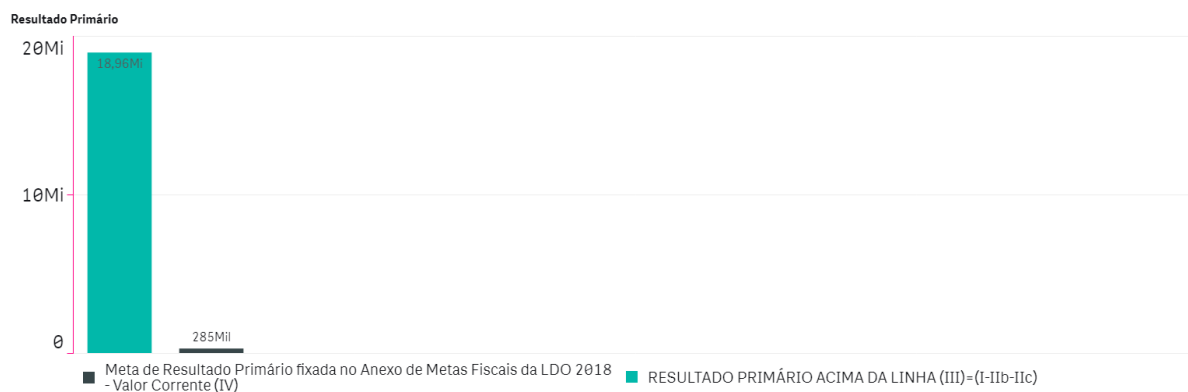 Resultado Primário
20Mi
18,96Mi
10Mi
285Mil
0
Meta de Resultado Primário fixada no Anexo de Metas Fiscais da LDO 2018
- Valor Corrente (IV)
RESULTADO PRIMÁRIO ACIMA DA LINHA (III)=(I-IIb-IIc)